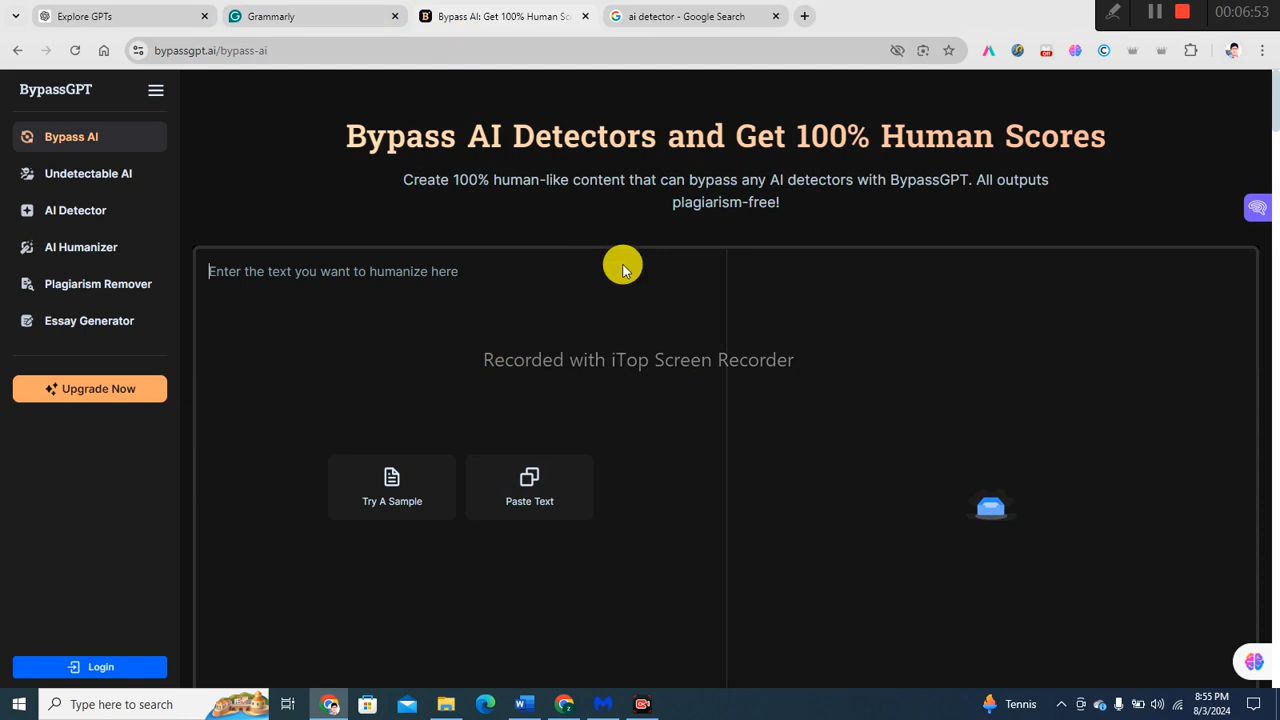 Explore GPTs
Grammarly
Bypass AI: Get 100% Human Sc
ai detector - Google Search
00:06:53
bypassgpt.ai/bypass-ai
Off
BypassGPT
Bypass AI
Undetectable AI
AI Detector
AI Humanizer
Plagiarism Remover
Essay Generator
Upgrade Now
Login
Bypass AI Detectors and Get 100% Human Scores
Create 100% human-like content that can bypass any AI detectors with BypassGPT. All outputs
plagiarism-free!
Enter the text you want to humanize here
Recorded with iTop Screen Recorder
Try A Sample
Paste Text
Type here to search
Tennis
8:55 PM
8/3/2024